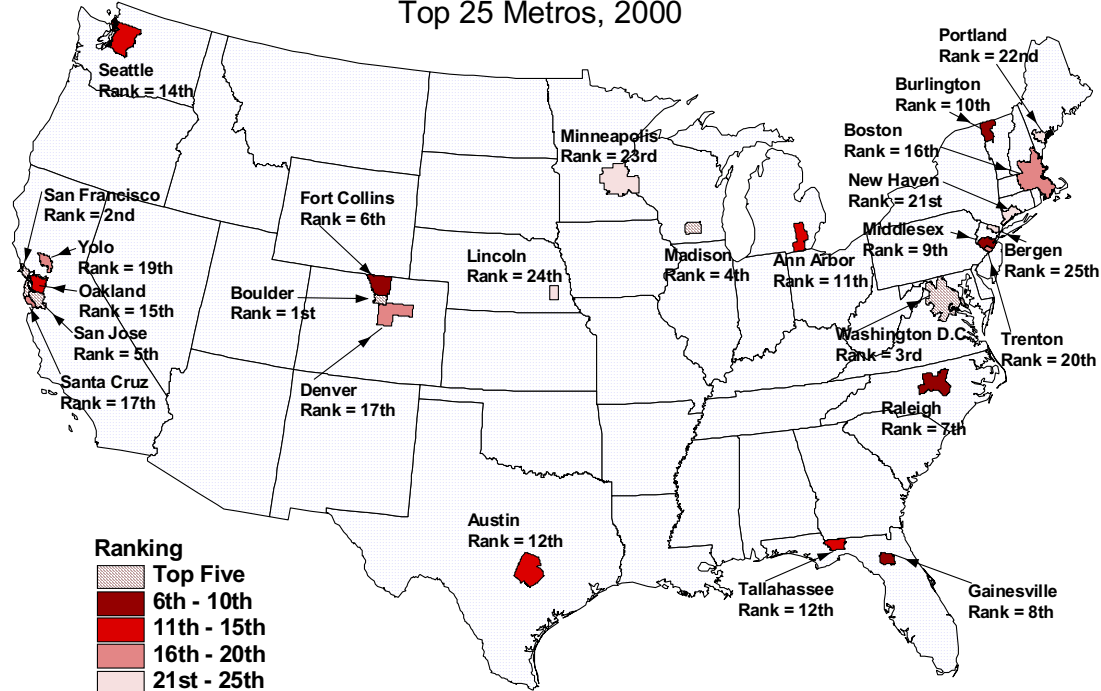 Top 25 Metros, 2000
Seattle
Rank = 14th
Portland
Rank = 22nd
Burlington
Rank = 10th
Boston
Rank = 16th
New Haven
Rank = 21st
Middlesex
Rank = 9th
Bergen
Rank = 25th
Minneapolis
Rank = 23rd
San Francisco
Rank = 2nd
Yolo
Rank = 19th
Oakland
Rank = 15th
San Jose
Rank = 5th
Santa Cruz
Rank = 17th
Fort Collins
Rank = 6th
Boulder
Rank = 1st
Denver
Rank = 17th
Lincoln
Rank = 24th
Madison
Rank = 4th
Ann Arbor
Rank = 11th
Washington D.C.
Rank = 3rd
Trenton
Rank = 20th
Raleigh
Rank = 7th
Austin
Rank = 12th
Tallahassee
Rank = 12th
Gainesville
Rank = 8th
Ranking
Top Five
6th - 10th
11th - 15th
16th - 20th
21st - 25th